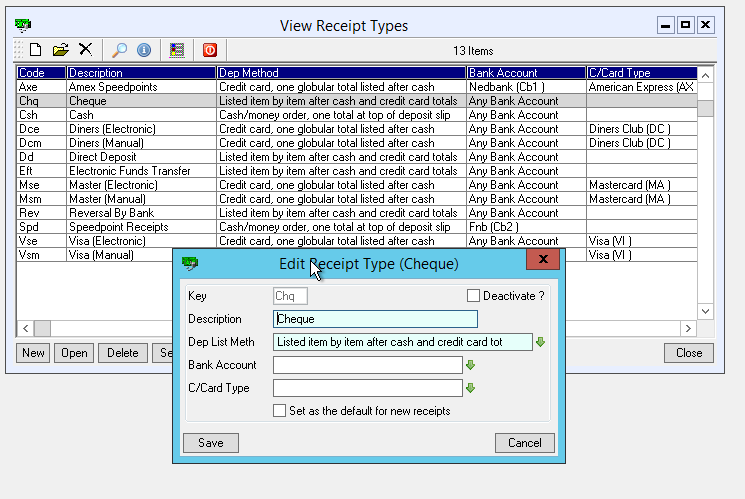 View Receipt Types
13 Items
Code Description Dep Method Bank Account C/Card Type
Axe Amex Speedpoints Credit card, one globular total listed after cash Nedbank (Cb1 ) American Express (AX
Chq Cheque Listed item by item after cash and credit card totals Any Bank Account
Csh Cash Cash/money order, one total at top of deposit slip Any Bank Account
Dce Diners (Electronic) Credit card, one globular total listed after cash Any Bank Account Diners Club (DC )
Dcm Diners (Manual) Credit card, one globular total listed after cash Any Bank Account Diners Club (DC )
Dd Direct Deposit Listed item by item after cash and credit card totals Any Bank Account
Eft Electronic Funds Transfer Listed item by item after cash and credit card totals Any Bank Account
Mse Master (Electronic) Credit card, one globular total listed after cash Any Bank Account Mastercard (MA )
Msm Master (Manual) Credit card, one globular total listed after cash Any Bank Account Mastercard (MA )
Rev Reversal By Bank Listed item by item after cash and credit card totals Any Bank Account
Spd Speedpoint Receipts Cash/money order, one total at top of deposit slip Fnb (Cb2 )
Vse Visa (Electronic) Credit card, one globular total listed after cash Any Bank Account Visa (VI )
Vsm Visa (Manual) Visa (VI )
New Open Delete Se Close
Edit Receipt Type (Cheque)
Key Chq Deactivate ?
Description Cheque
Dep List Meth Listed item by item after cash and credit card tot
Bank Account
C/Card Type
Set as the default for new receipts
Save Cancel